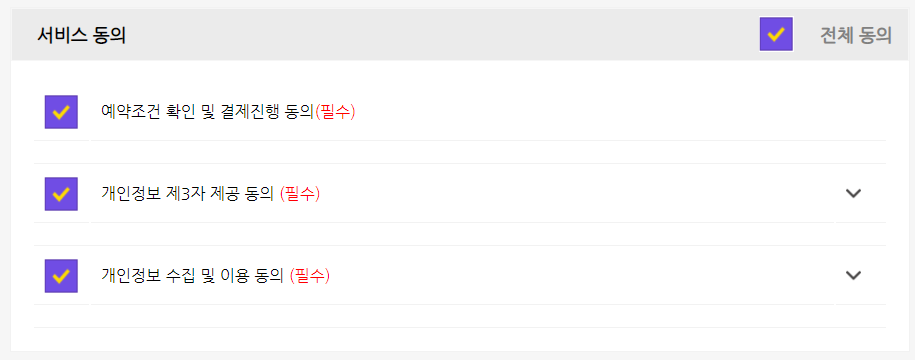 서비스 동의
전체 동의
예약조건 확인 및 결제진행 동의(필수)
개인정보 제3자 제공 동의 (필수)
개인정보 수집 및 이용 동의 (필수)